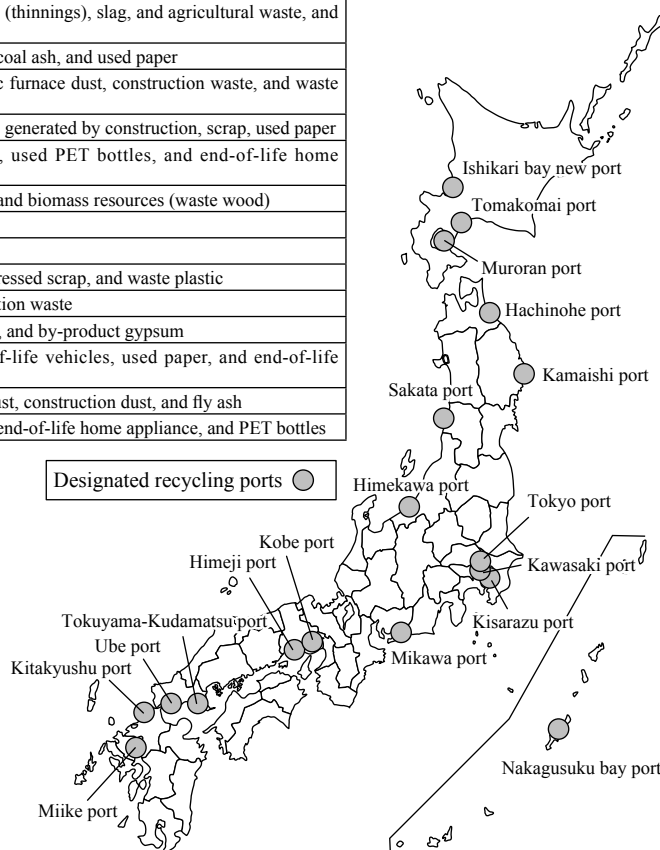 (thinnings), slag, and agricultural waste, and
coal ash, and used paper
furnace dust, construction waste, and waste
generated by construction, scrap, used paper
, used PET bottles, and end-of-life home
and biomass resources (waste wood)
ressed scrap, and waste plastic
tion waste
, and by-product gypsum
f-life vehicles, used paper, and end-of-life
ust, construction dust, and fly ash
end-of-life home appliance, and PET bottles
Designated recycling ports
Ishikari bay new port
Tomakomai port
Muroran port
Hachinohe port
Kamaishi port
Sakata port
Himekawa port
Tokyo port
Kobe port
Himeji port
Kawasaki port
Kisarazu port
Tokuyama-Kudamatsu port
Ube port
Kitakyushu port
Mikawa port
Nakagusuku bay port
Miike port